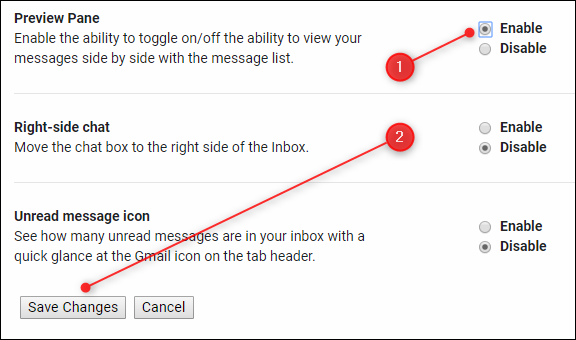 Preview Pane
Enable the ability to toggle on/off the ability to view your
messages side by side with the message list.
Enable
Disable
1
Right-side chat
Move the chat box to the right side of the Inbox.
2
Enable
Disable
Unread message icon
See how many unread messages are in your inbox with a
quick glance at the Gmail icon on the tab header.
Enable
Disable
Save Changes
Cancel